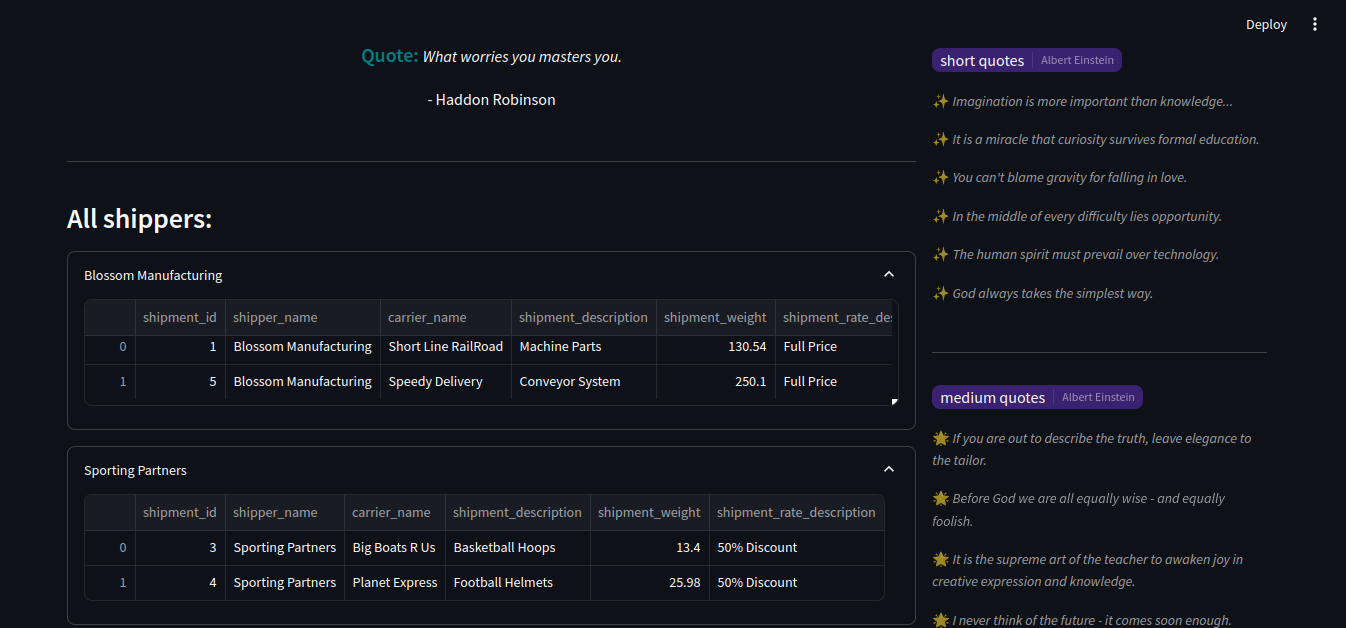 Deploy
Quote: What worries you masters you.
- Haddon Robinson
All shippers:
Blossom Manufacturing
shipment_id shipper_name carrier_name shipment_description shipment_weight shipment_rate_des
0 1 Blossom Manufacturing Short Line RailRoad Machine Parts 130.54 Full Price
1 5 Blossom Manufacturing Speedy Delivery Conveyor System 250.1 Full Price
Sporting Partners
shipment_id shipper_name carrier_name shipment_description shipment_weight shipment_rate_description
0 3 Sporting Partners Big Boats R Us Basketball Hoops 13.4 50% Discount
1 4 Sporting Partners Planet Express Football Helmets 25.98 50% Discount
short quotes Albert Einstein
✨ Imagination is more important than knowledge...
✨ It is a miracle that curiosity survives formal education.
✨ You can't blame gravity for falling in love.
✨ In the middle of every difficulty lies opportunity.
✨ The human spirit must prevail over technology.
✨ God always takes the simplest way.
medium quotes Albert Einstein
🌟 If you are out to describe the truth, leave elegance to
the tailor.
🌟 Before God we are all equally wise - and equally
foolish.
🌟 It is the supreme art of the teacher to awaken joy in
creative expression and knowledge.
🌟 I never think of the future - it comes soon enough.